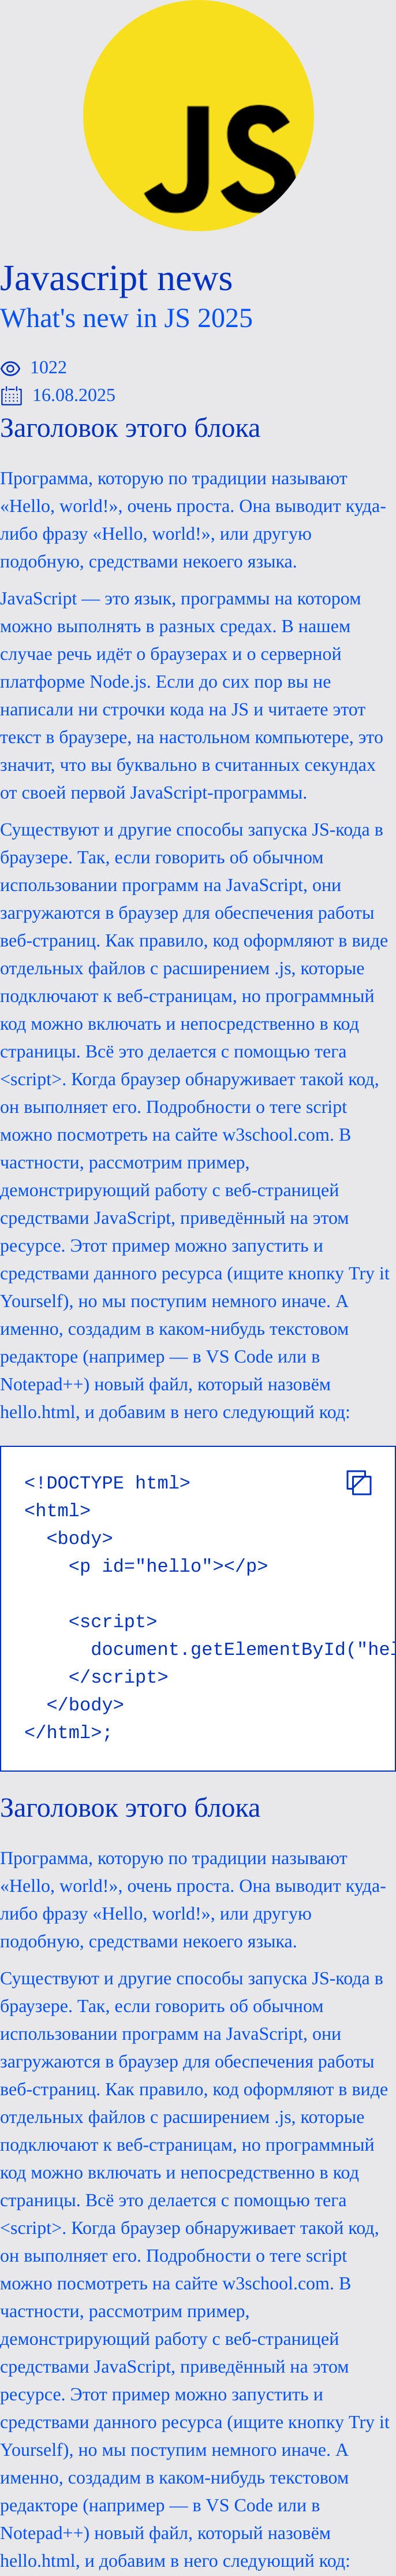 JS
Javascript news
What's new in JS 2025
1022
16.08.2025
Заголовок этого блока
Программа, которую по традиции называют
«Hello, world!», очень проста. Она выводит куда-
либо фразу «Hello, world!», или другую
подобную, средствами некоего языка.
JavaScript — это язык, программы на котором
можно выполнять в разных средах. В нашем
случае речь идёт о браузерах и о серверной
платформе Node.js. Если до сих пор вы не
написали ни строчки кода на JS и читаете этот
текст в браузере, на настольном компьютере, это
значит, что вы буквально в считанных секундах
от своей первой JavaScript-программы.
Существуют и другие способы запуска JS-кода в
браузере. Так, если говорить об обычном
использовании программ на JavaScript, они
загружаются в браузер для обеспечения работы
веб-страниц. Как правило, код оформляют в виде
отдельных файлов с расширением .js, которые
подключают к веб-страницам, но программный
код можно включать и непосредственно в код
страницы. Всё это делается с помощью тега
<script>. Когда браузер обнаруживает такой код,
он выполняет его. Подробности о теге script
можно посмотреть на сайте w3school.com. В
частности, рассмотрим пример,
демонстрирующий работу с веб-страницей
средствами JavaScript, приведённый на этом
ресурсе. Этот пример можно запустить и
средствами данного ресурса (ищите кнопку Try it
Yourself), но мы поступим немного иначе. А
именно, создадим в каком-нибудь текстовом
редакторе (например — в VS Code или в
Notepad++) новый файл, который назовём
hello.html, и добавим в него следующий код:
<!DOCTYPE html>
<html>
<body>
<p id="hello"></p>
<script>
document.getElementById("hel
</script>
</body>
</html>;
Заголовок этого блока
Программа, которую по традиции называют
«Hello, world!», очень проста. Она выводит куда-
либо фразу «Hello, world!», или другую
подобную, средствами некоего языка.
Существуют и другие способы запуска JS-кода в
браузере. Так, если говорить об обычном
использовании программ на JavaScript, они
загружаются в браузер для обеспечения работы
веб-страниц. Как правило, код оформляют в виде
отдельных файлов с расширением .js, которые
подключают к веб-страницам, но программный
код можно включать и непосредственно в код
страницы. Всё это делается с помощью тега
<script>. Когда браузер обнаруживает такой код,
он выполняет его. Подробности о теге script
можно посмотреть на сайте w3school.com. В
частности, рассмотрим пример,
демонстрирующий работу с веб-страницей
средствами JavaScript, приведённый на этом
ресурсе. Этот пример можно запустить и
средствами данного ресурса (ищите кнопку Try it
Yourself), но мы поступим немного иначе. А
именно, создадим в каком-нибудь текстовом
редакторе (например — в VS Code или в
Notepad++) новый файл, который назовём
hello.html, и добавим в него следующий код: